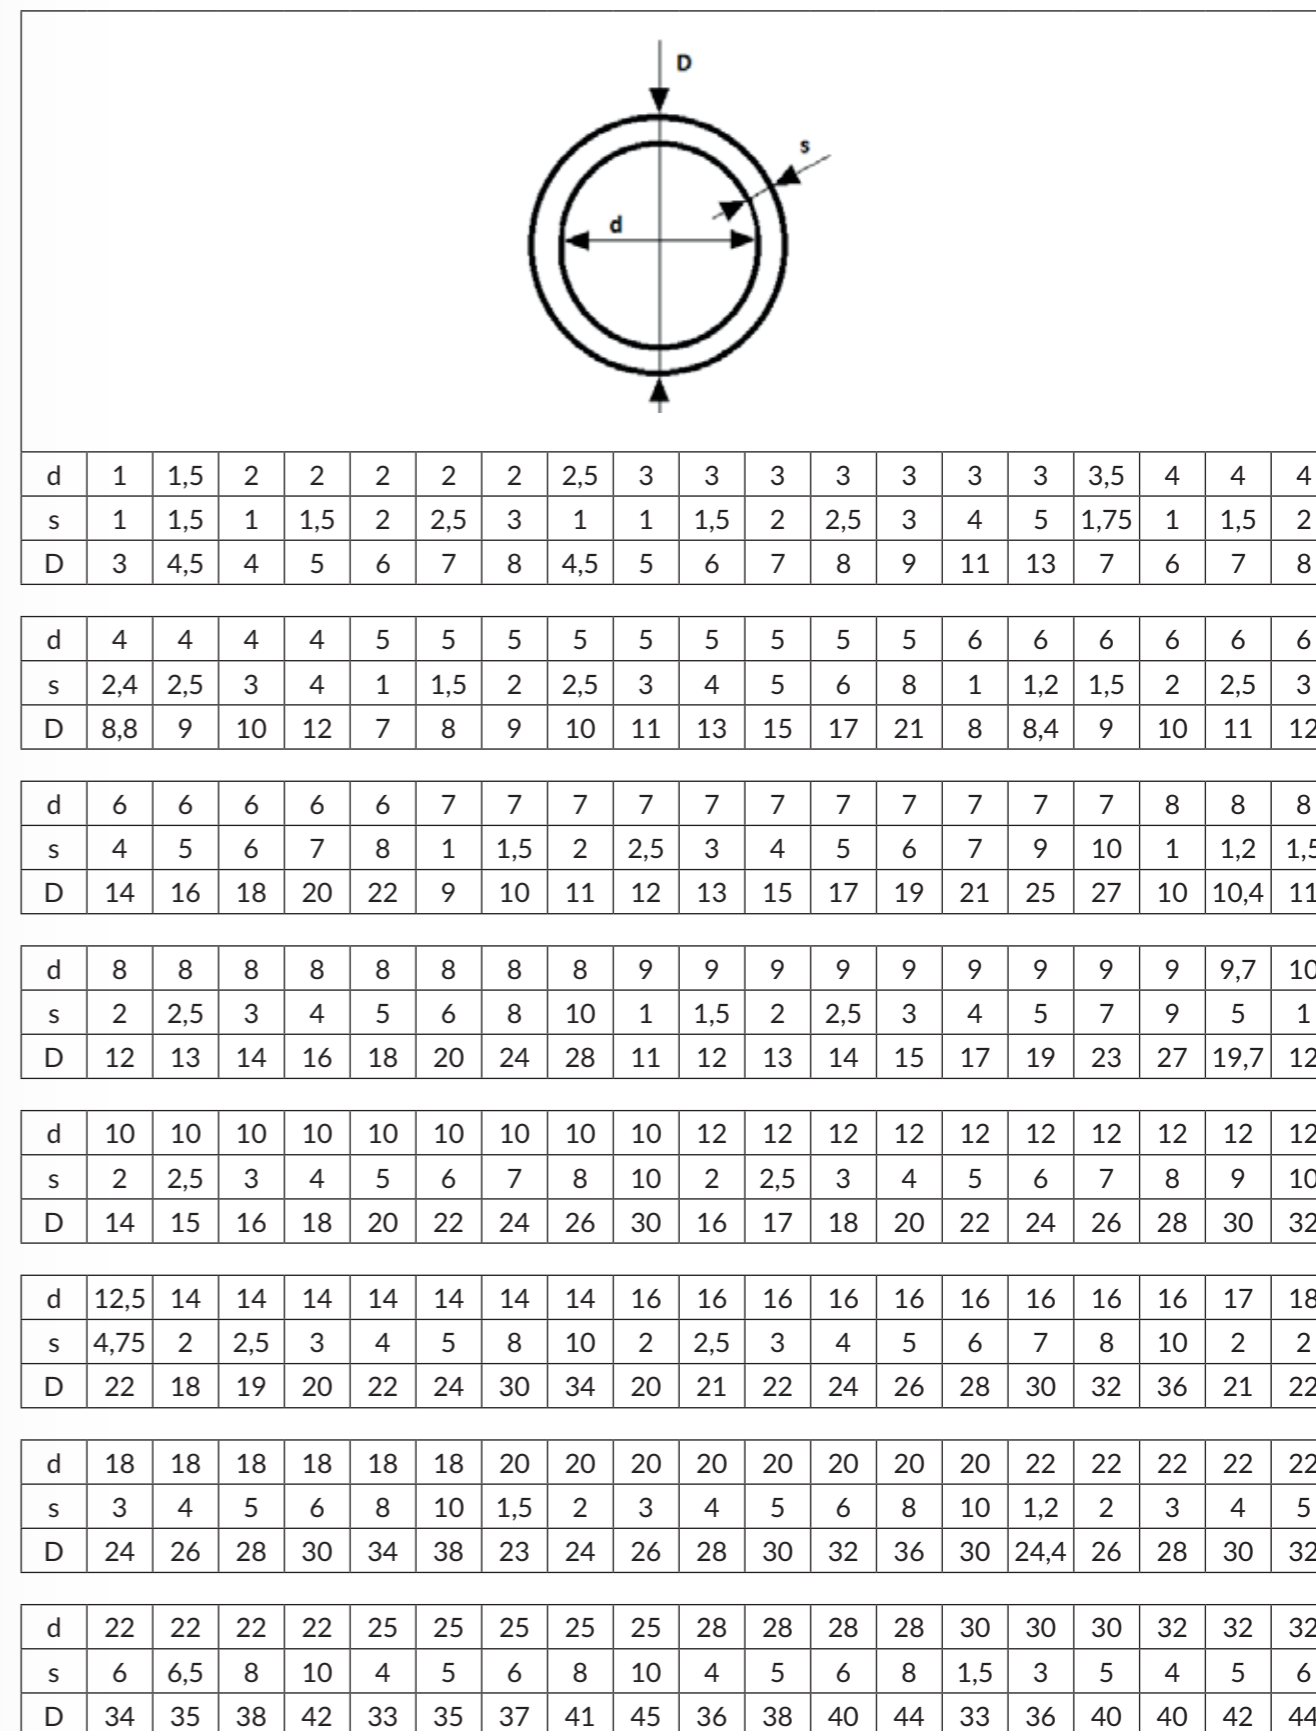 D
s
d
d 1 1,5 2 2 2 2 2 2,5 3 3 3 3 3 3 3 3,5 4 4 4
s 1 1,5 1 1,5 2 2,5 3 1 1 1,5 2 2,5 3 4 5 1,75 1 1,5 2
D 3 4,5 4 5 6 7 8 4,5 5 6 7 8 9 11 13 7 6 7 8
d 4 4 4 4 5 5 5 5 5 5 5 5 5 6 6 6 6 6 6
s 2,4 2,5 3 4 1 1,5 2 2,5 3 4 5 6 8 1 1,2 1,5 2 2,5 3
D 8,8 9 10 12 7 8 9 10 11 13 15 17 21 8 8,4 9 10 11 12
d 6 6 6 6 6 7 7 7 7 7 7 7 7 7 7 7 8 8 8
s 4 5 6 7 8 1 1,5 2 2,5 3 4 5 6 7 9 10 1 1,2 1,5
D 14 16 18 20 22 9 10 11 12 13 15 17 19 21 25 27 10 10,4 11
d 8 8 8 8 8 8 8 8 9 9 9 9 9 9 9 9 9 9,7 10
s 2 2,5 3 4 5 6 8 10 1 1,5 2 2,5 3 4 5 7 9 5 1
D 12 13 14 16 18 20 24 28 11 12 13 14 15 17 19 23 27 19,7 12
d 10 10 10 10 10 10 10 10 10 12 12 12 12 12 12 12 12 12 12
s 2 2,5 3 4 5 6 7 8 10 2 2,5 3 4 5 6 7 8 9 10
D 14 15 16 18 20 22 24 26 30 16 17 18 20 22 24 26 28 30 32
d 12,5 14 14 14 14 14 14 14 16 16 16 16 16 16 16 16 16 17 18
s 4,75 2 2,5 3 4 5 8 10 2 2,5 3 4 5 6 7 8 10 2 2
D 22 18 19 20 22 24 30 34 20 21 22 24 26 28 30 32 36 21 22
d 18 18 18 18 18 18 20 20 20 20 20 20 20 20 22 22 22 22 22
s 3 4 5 6 8 10 1,5 2 3 4 5 6 8 10 1,2 2 3 4 5
D 24 26 28 30 34 38 23 24 26 28 30 32 36 30 24,4 26 28 30 32
d 22 22 22 22 25 25 25 25 25 28 28 28 28 30 30 30 32 32 32
s 6 6,5 8 10 4 5 6 8 10 4 5 6 8 1,5 3 5 4 5 6
D 34 35 38 42 33 35 37 41 45 36 38 40 44 33 36 40 40 42 44